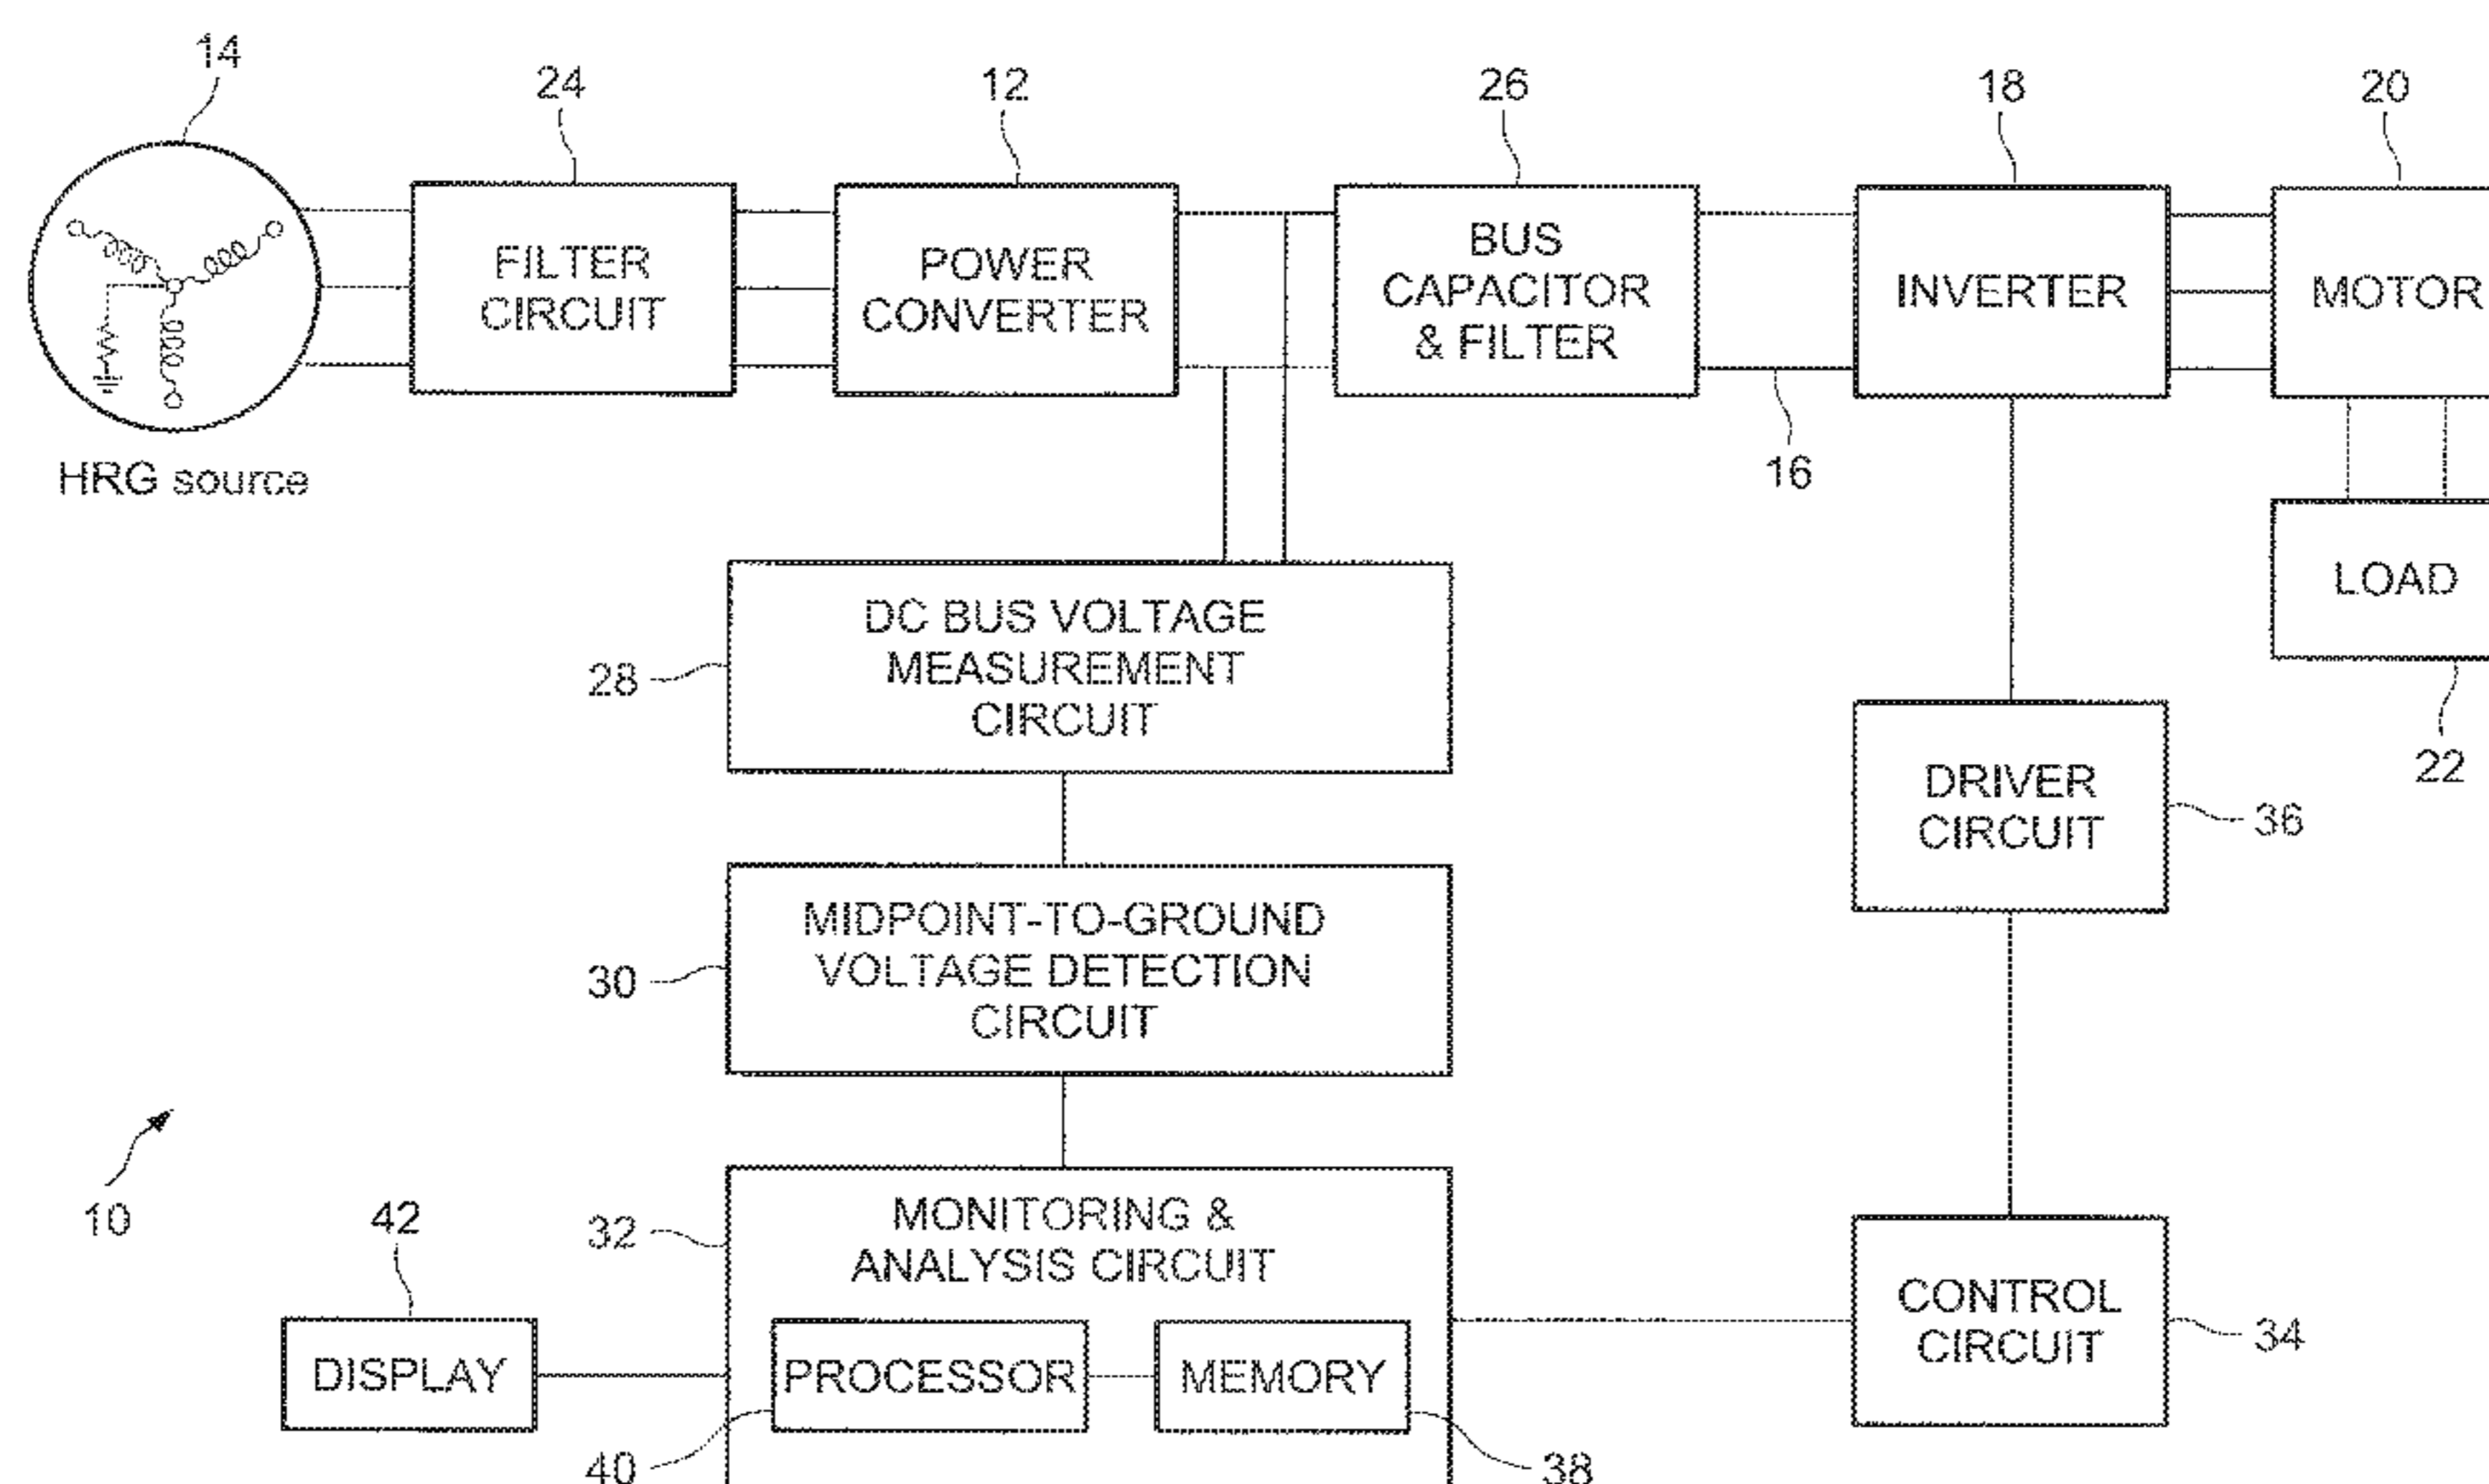 14
24
12
26
18
20
FILTER
CIRCUIT
POWER
CONVERTER
BUS
CAPACITOR
& FILTER
INVERTER
MOTOR
HRG source
16
LOAD
22
DC BUS VOLTAGE
MEASUREMENT
CIRCUIT
28
DRIVER
CIRCUIT
36
MIDPOINT-TO-GROUND
VOLTAGE DETECTION
CIRCUIT
30
10
42
32
MONITORING &
ANALYSIS CIRCUIT
CONTROL
CIRCUIT
34
DISPLAY
PROCESSOR
MEMORY
40
38